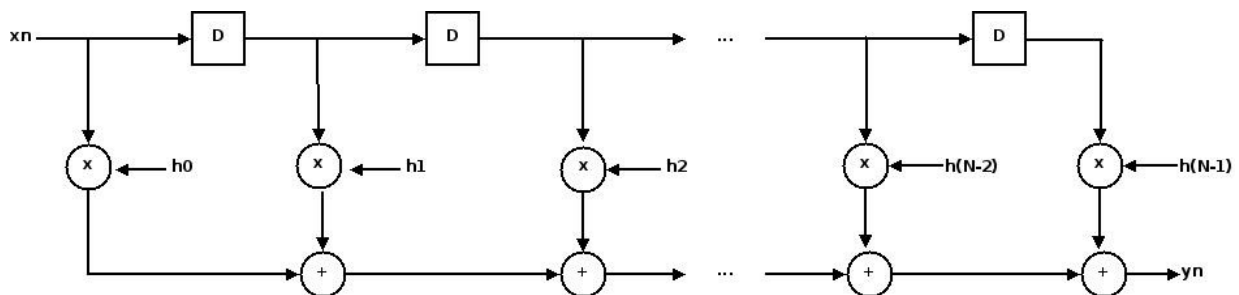 xn D D ... D
x h0 x h1 x h2 x h(N-2) x h(N-1)
+ + ... + + yn